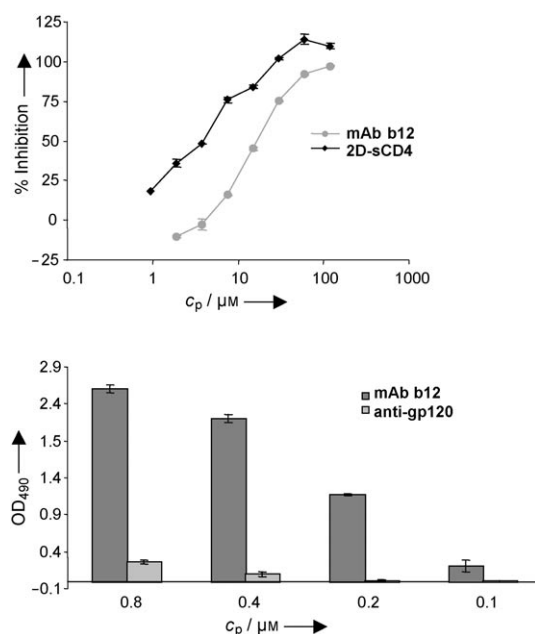 125
100
75
50
25
0
−25
% Inhibition
mAb b12
2D-sCD4
0.1
1
10
100
1000
cp / μM
2.9
2.4
1.5
1.4
0.9
0.4
−0.1
OD490
mAb b12
anti-gp120
0.8
0.4
0.2
0.1
cp / μM